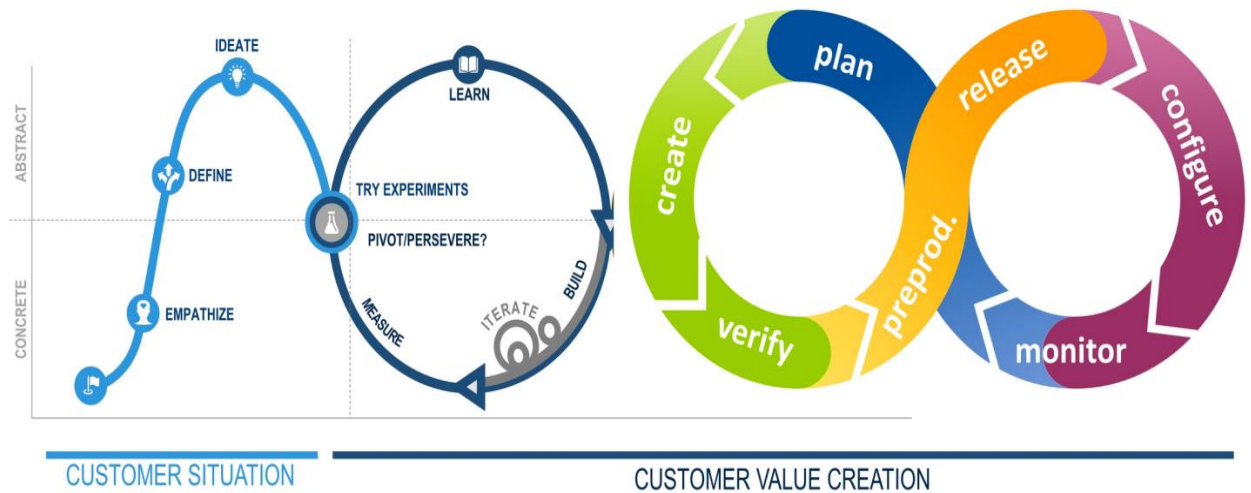 IDEATE
ABSTRACT
DEFINE
EMPATHIZE
CONCRETE
LEARN
TRY EXPERIMENTS
PIVOT/PERSEVERE?
MEASURE
ITERATE
BUILD
plan
create
verify
preprod.
release
configure
monitor
CUSTOMER SITUATION
CUSTOMER VALUE CREATION